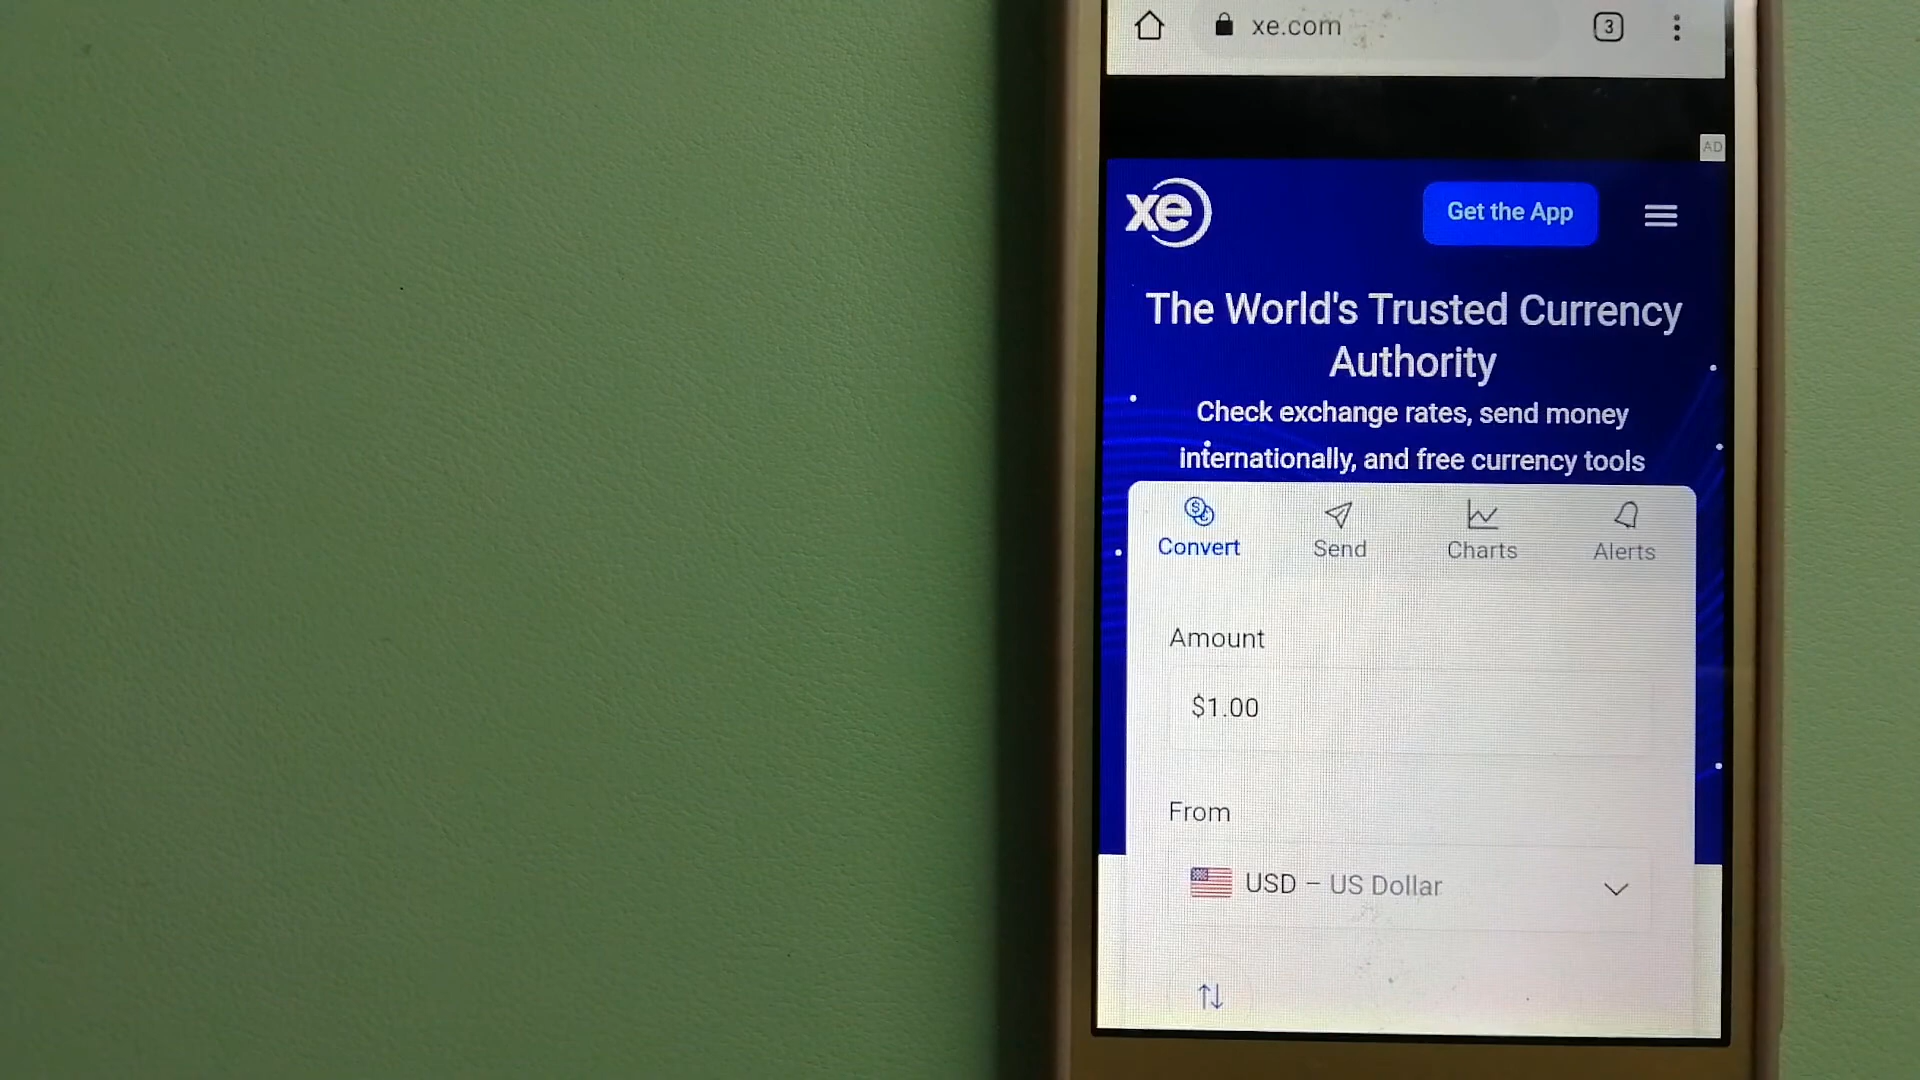 xe.com
3
AD
xe
Get the App
The World's Trusted Currency
Authority
Check exchange rates, send money
internationally, and free currency tools
Convert
Send
Charts
Alerts
Amount
$1.00
From
USD – US Dollar